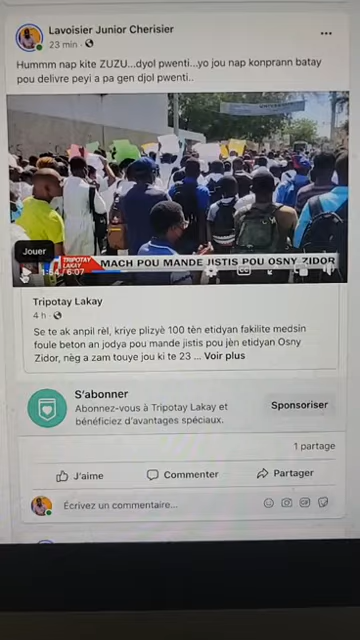 Lavoisier Junior Cherisier
23 min ·
Hummm nap kite ZUZU...dyol pwenti...yo jou nap konprann batay
pou delivre peyi a pa gen djol pwenti..
Jouer
1:54 / 6:07
TRIPOTAY LAKAY
MACH POU MANDE JISTIS POU OSNY ZIDOR
Tripotay Lakay
4 h ·
Se te ak anpil rèl, kriye plizyè 100 tèn etidyan fakilite medsin
foule beton an jodya pou mande jistis pou jèn etidyan Osny
Zidor, nèg a zam touye jou ki te 23 ... Voir plus
S'abonner
Abonnez-vous à Tripotay Lakay et
bénéficiez d'avantages spéciaux.
Sponsoriser
1 partage
J'aime
Commenter
Partager
Écrivez un commentaire...